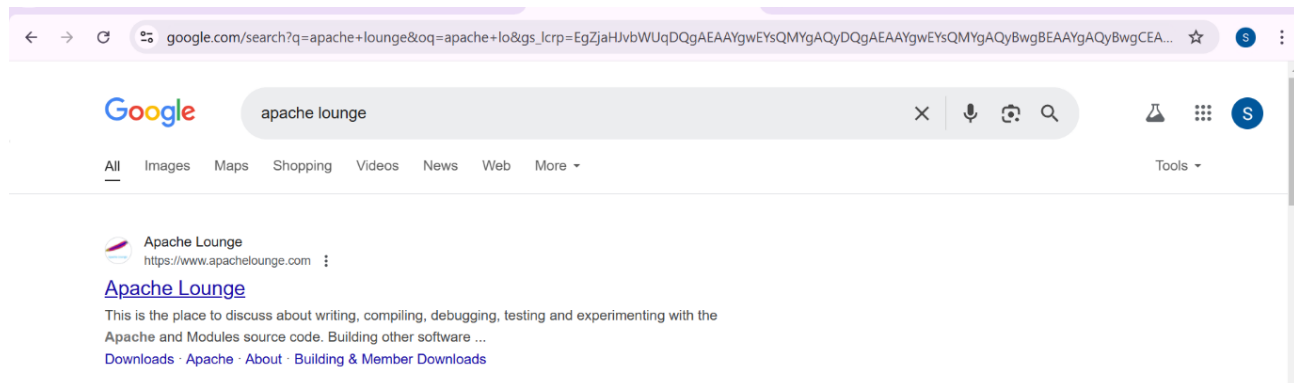 google.com/search?q=apache+lounge&oq=apache+lo&gs_lcrp=EgZjaHJvbWUqDQgAEAAYgwEYsQMYgAQyDQgAEAAYgwEYsQMYgAQyBwgBEAAYgAQyBwgCEA... S
Google apache lounge S
All Images Maps Shopping Videos News Web More Tools
Apache Lounge
https://www.apachelounge.com
Apache Lounge
This is the place to discuss about writing, compiling, debugging, testing and experimenting with the
Apache and Modules source code. Building other software ...
Downloads · Apache · About · Building & Member Downloads